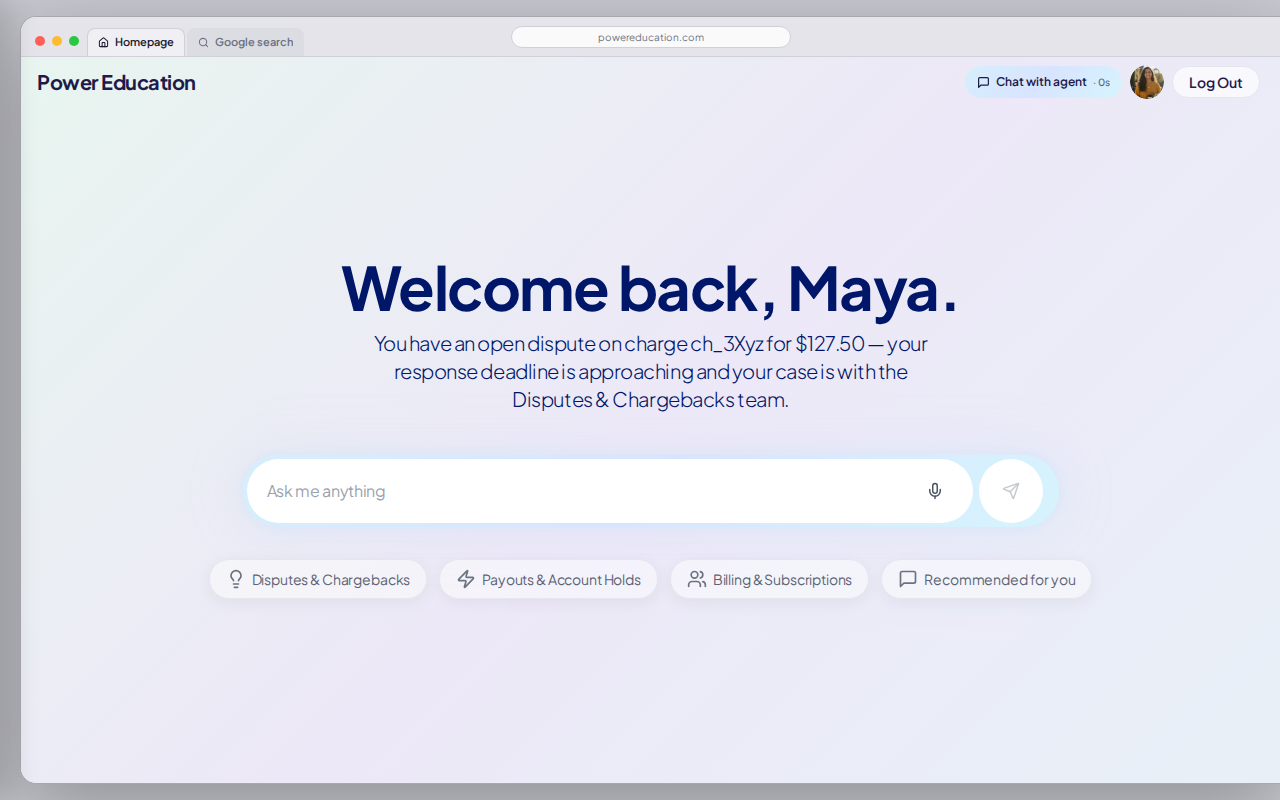 Homepage
Google search
powereducation.com
Power Education
Chat with agent · 0s
Log Out
Welcome back, Maya.
You have an open dispute on charge ch_3Xyz for $127.50 — your
response deadline is approaching and your case is with the
Disputes & Chargebacks team.
Ask me anything
Disputes & Chargebacks
Payouts & Account Holds
Billing & Subscriptions
Recommended for you